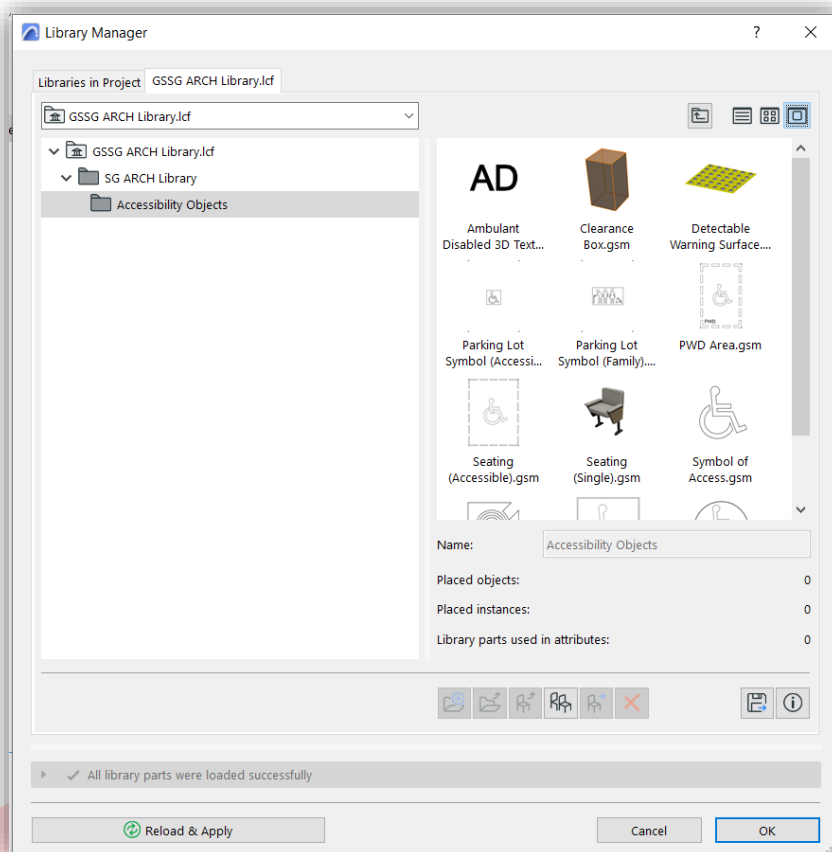 Library Manager
?
Libraries in Project
GSSG ARCH Library.lcf
GSSG ARCH Library.lcf
GSSG ARCH Library.lcf
SG ARCH Library
Accessibility Objects
AD
Ambulant
Disabled 3D Text...
Clearance
Box.gsm
Detectable
Warning Surface....
Parking Lot
Symbol (Accessi...
Parking Lot
Symbol (Family)....
PWD
PWD Area.gsm
Seating
(Accessible).gsm
Seating
(Single).gsm
Symbol of
Access.gsm
Name: Accessibility Objects
Placed objects: 0
Placed instances: 0
Library parts used in attributes: 0
All library parts were loaded successfully
Reload & Apply
Cancel
OK